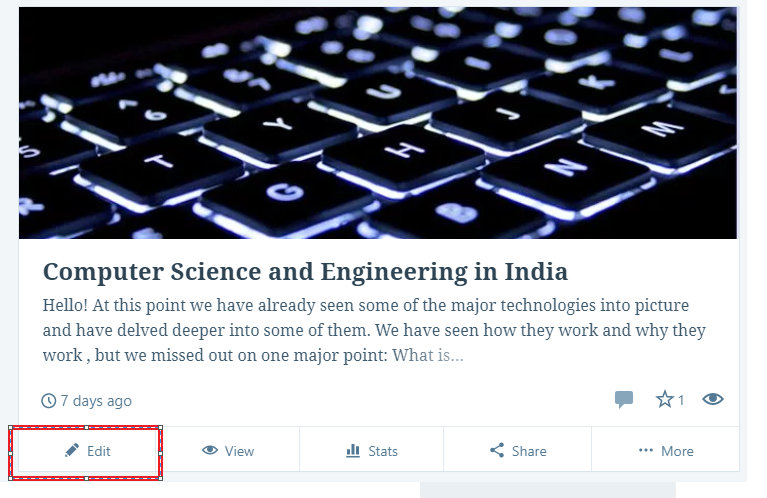 6 7 U I K L
T Y H J M
R G B N
Computer Science and Engineering in India
Hello! At this point we have already seen some of the major technologies into picture
and have delved deeper into some of them. We have seen how they work and why they
work , but we missed out on one major point: What is...
7 days ago 1
Edit View Stats Share More